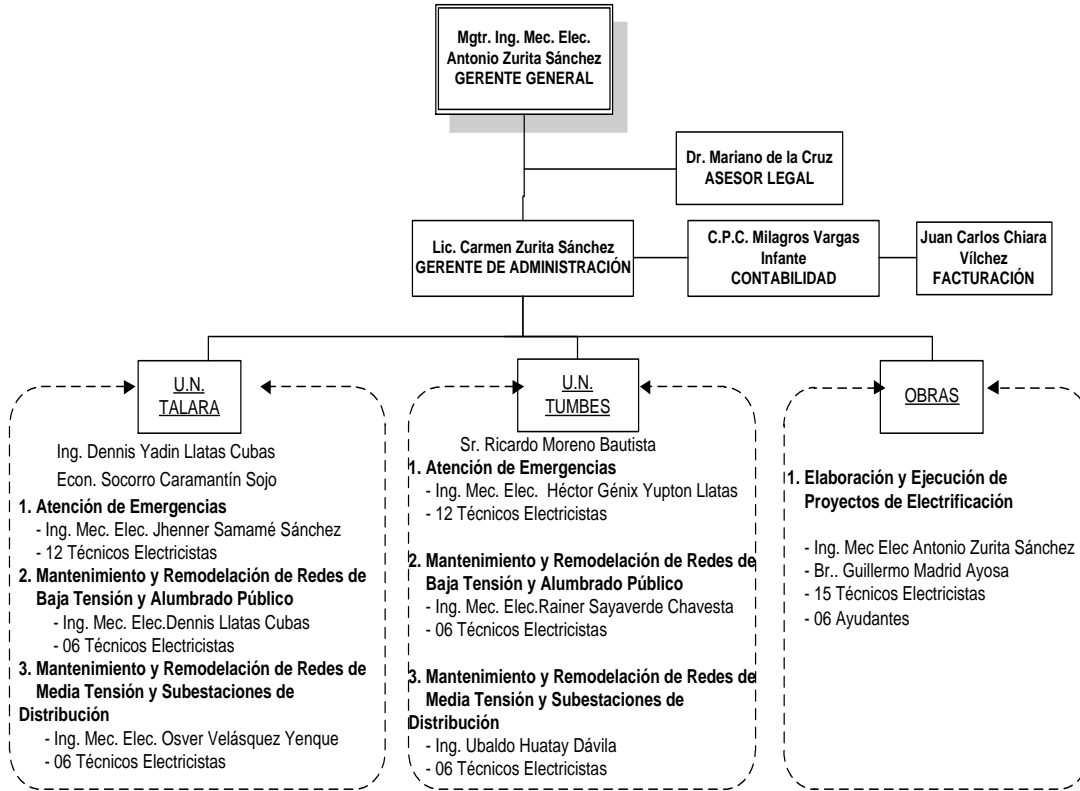 Mgtr. Ing. Mec. Elec.
Antonio Zurita Sánchez
GERENTE GENERAL
Dr. Mariano de la Cruz
ASESOR LEGAL
Lic. Carmen Zurita Sánchez
GERENTE DE ADMINISTRACIÓN
C.P.C. Milagros Vargas
Infante
CONTABILIDAD
Juan Carlos Chiara
Vílchez
FACTURACIÓN
U.N.
TALARA
Ing. Dennis Yadin Llatas Cubas
Econ. Socorro Caramantín Sojo
1. Atención de Emergencias
- Ing. Mec. Elec. Jhenner Samamé Sánchez
- 12 Técnicos Electricistas
2. Mantenimiento y Remodelación de Redes de
Baja Tensión y Alumbrado Público
- Ing. Mec. Elec.Dennis Llatas Cubas
- 06 Técnicos Electricistas
3. Mantenimiento y Remodelación de Redes de
Media Tensión y Subestaciones de
Distribución
- Ing. Mec. Elec. Osver Velásquez Yenque
- 06 Técnicos Electricistas
U.N.
TUMBES
Sr. Ricardo Moreno Bautista
1. Atención de Emergencias
- Ing. Mec. Elec. Héctor Génix Yupton Llatas
- 12 Técnicos Electricistas
2. Mantenimiento y Remodelación de Redes de
Baja Tensión y Alumbrado Público
- Ing. Mec. Elec.Rainer Sayaverde Chavesta
- 06 Técnicos Electricistas
3. Mantenimiento y Remodelación de Redes de
Media Tensión y Subestaciones de
Distribución
- Ing. Ubaldo Huatay Dávila
- 06 Técnicos Electricistas
OBRAS
1. Elaboración y Ejecución de
Proyectos de Electrificación
- Ing. Mec Elec Antonio Zurita Sánchez
- Br.. Guillermo Madrid Ayosa
- 15 Técnicos Electricistas
- 06 Ayudantes